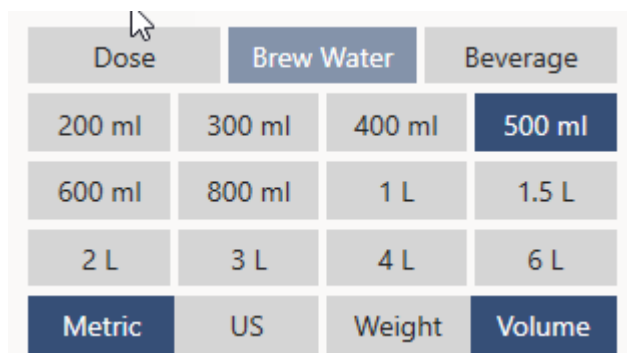 Dose Brew Water Beverage
200 ml 300 ml 400 ml 500 ml
600 ml 800 ml 1 L 1.5 L
2 L 3 L 4 L 6 L
Metric US Weight Volume